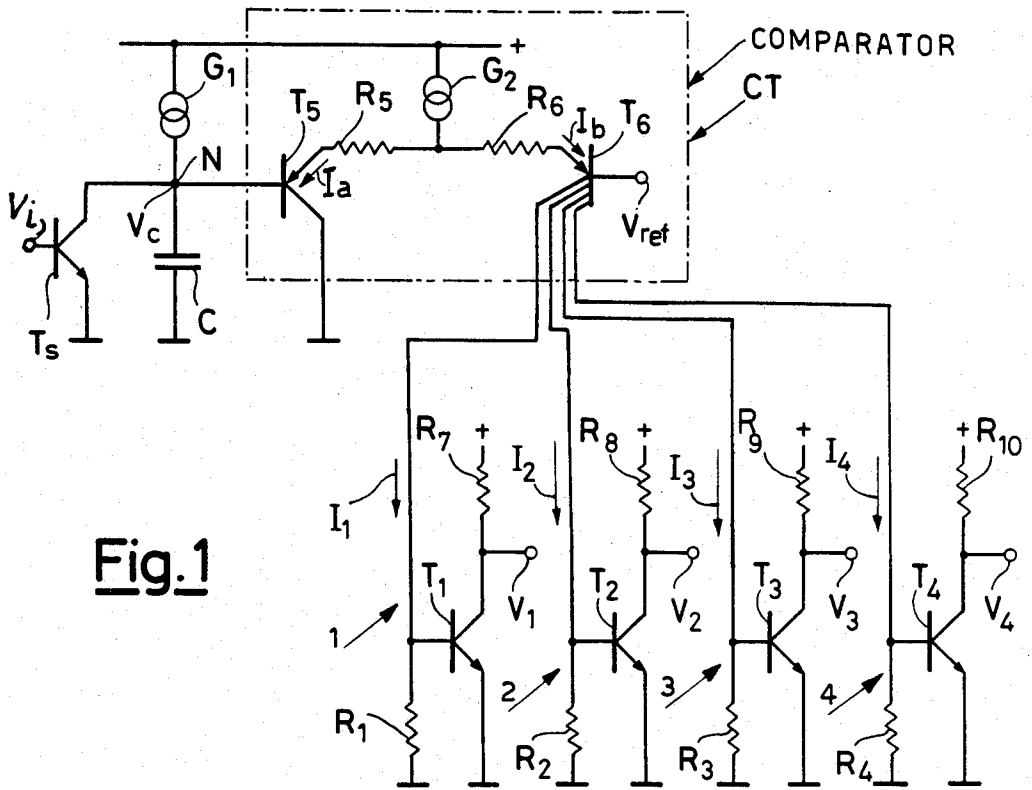 +
COMPARATOR
G1
G2
CT
T5
R5
R6
Ib
T6
N
Ia
Vi
Vc
Vref
C
Ts
R7
+
R8
+
R9
+
+
R10
I1
I2
I3
I4
Fig.1
T1
V1
T2
V2
T3
V3
T4
V4
1
2
3
4
R1
R2
R3
R4